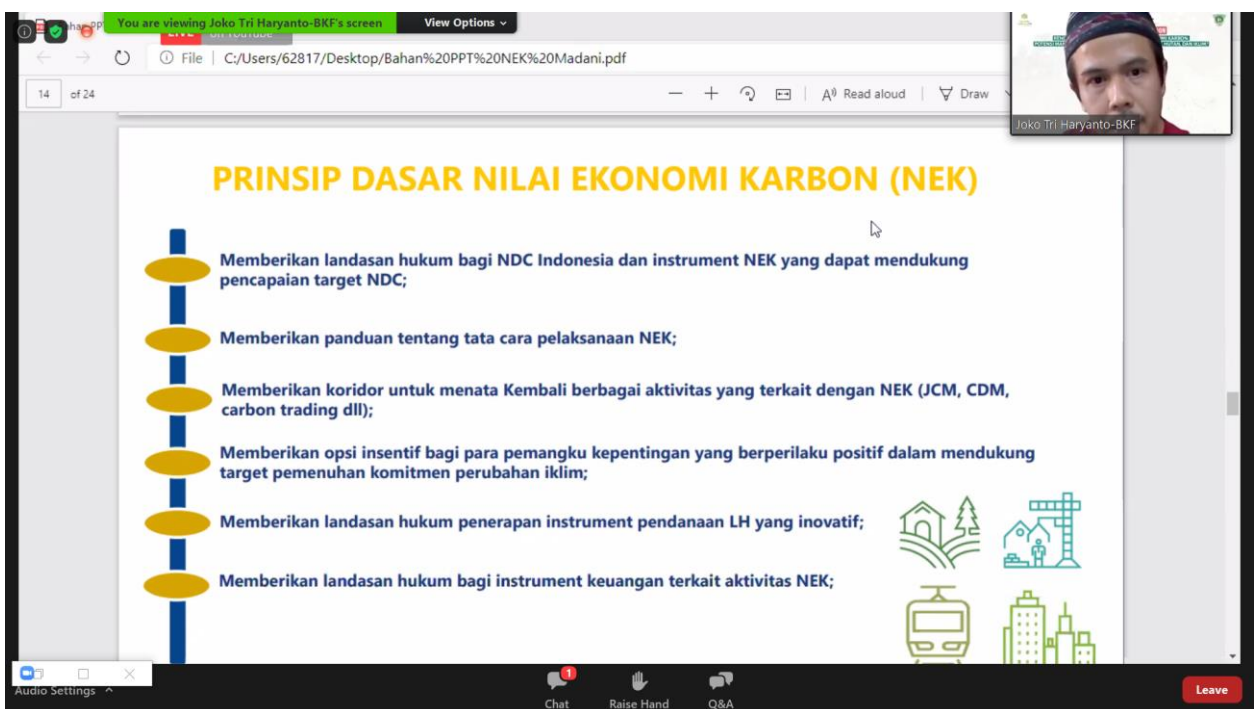 You are viewing Joko Tri Haryanto-BKF's screen
View Options
LIVE on YouTube
File
C:/Users/62817/Desktop/Bahan%20PPT%20NEK%20Madani.pdf
14 of 24
Read aloud
Draw
Joko Tri Haryanto-BKF
PRINSIP DASAR NILAI EKONOMI KARBON (NEK)
Memberikan landasan hukum bagi NDC Indonesia dan instrument NEK yang dapat mendukung
pencapaian target NDC;
Memberikan panduan tentang tata cara pelaksanaan NEK;
Memberikan koridor untuk menata Kembali berbagai aktivitas yang terkait dengan NEK (JCM, CDM,
carbon trading dll);
Memberikan opsi insentif bagi para pemangku kepentingan yang berperilaku positif dalam mendukung
target pemenuhan komitmen perubahan iklim;
Memberikan landasan hukum penerapan instrument pendanaan LH yang inovatif;
Memberikan landasan hukum bagi instrument keuangan terkait aktivitas NEK;
Audio Settings
1
Chat
Raise Hand
Q&A
Leave